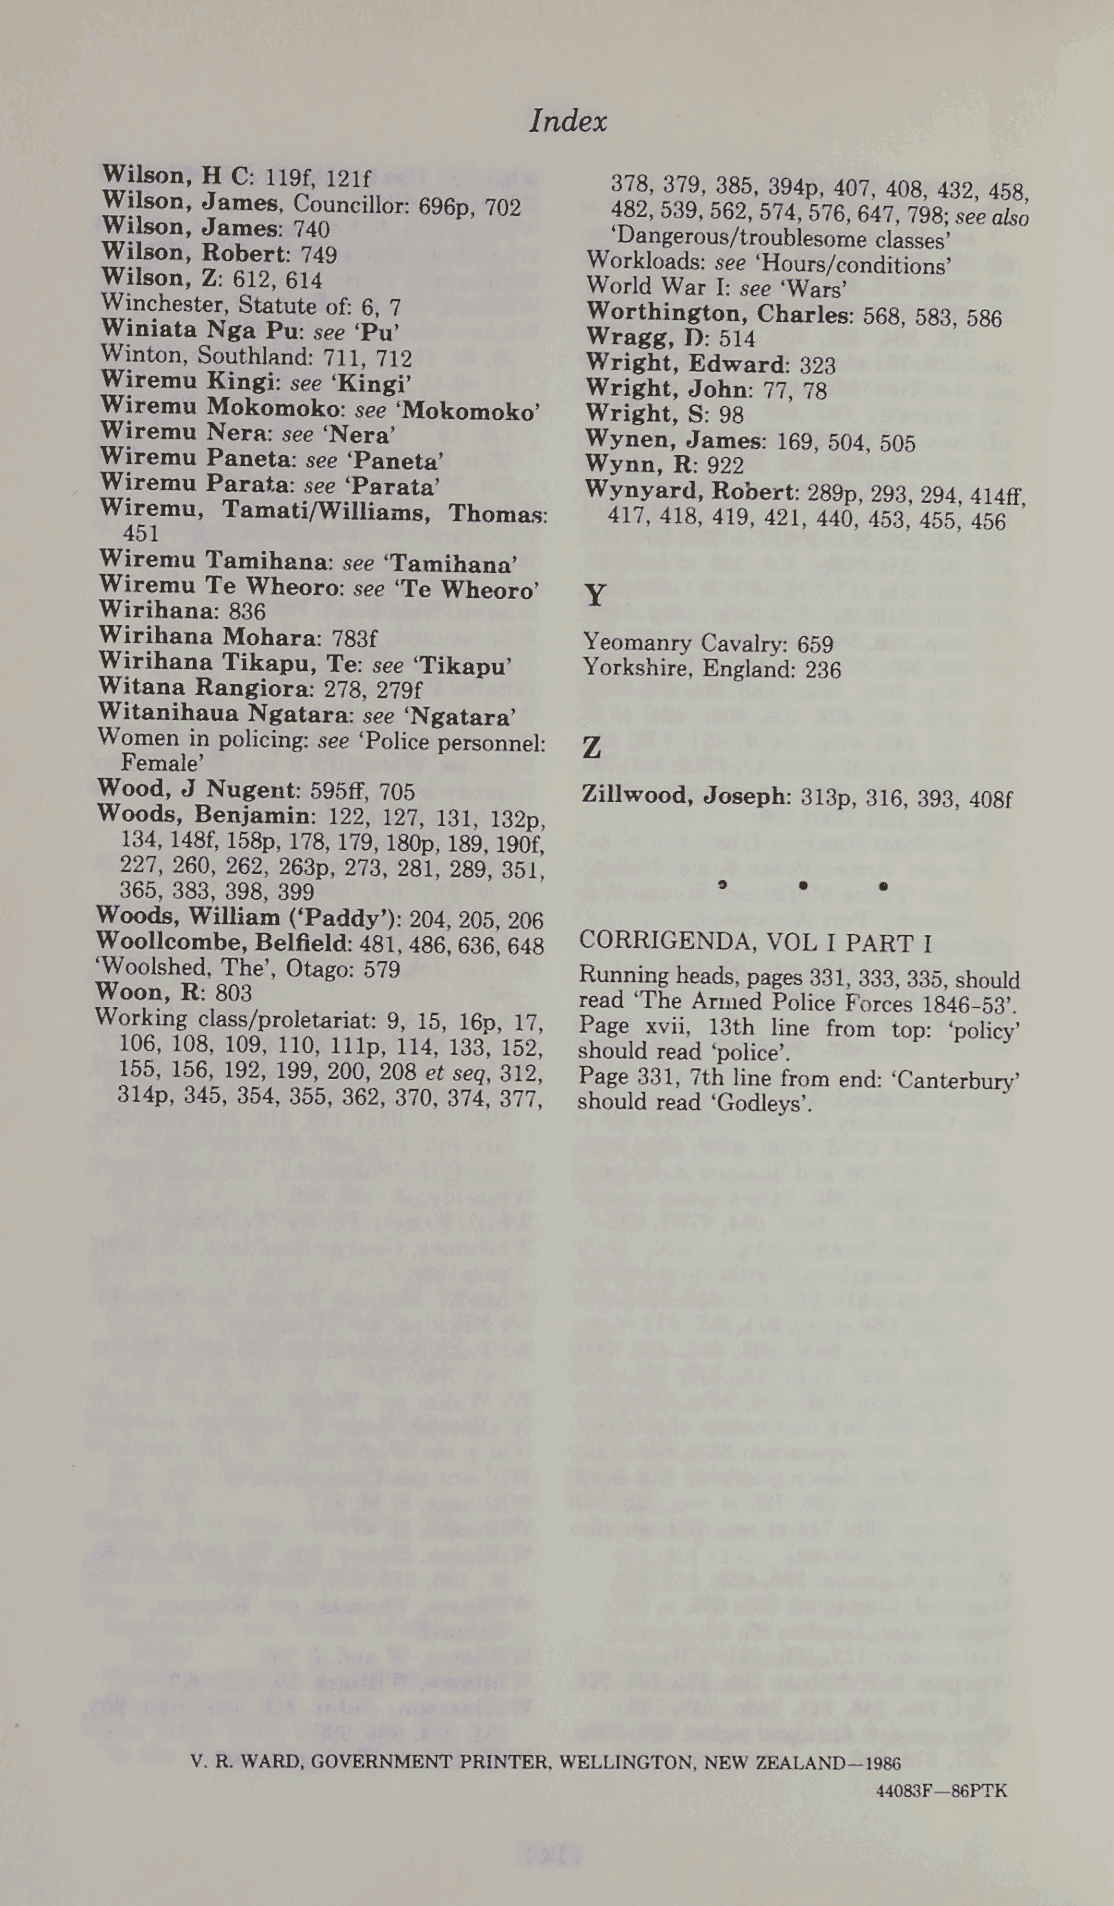 Index
Wilson, H C: 119f, 121f
Wilson, James, Councillor: 696p, 702
Wilson, James: 740
Wilson, Robert: 749
Wilson, Z: 612, 614
Winchester, Statute of: 6, 7
Winiata Nga Pu: see ‘Pu’
Winton, Southland: 711, 712
Wiremu Kingi: see ‘Kingi’
Wiremu Mokomoko: see ‘Mokomoko’
Wiremu Nera: see ‘Nera’
Wiremu Paneta: see ‘Paneta’
Wiremu Parata: see ‘Parata’
Wiremu, Tamati/Williams, Thomas:
451
Wiremu Tamihana: see ‘Tamihana’
Wiremu Te Wheoro: see ‘Te Wheoro’
Wirihana: 836
Wirihana Mohara: 783f
Wirihana Tikapu, Te: see ‘Tikapu’
Witana Rangiora: 278, 279f
Witanihaua Ngatara: see ‘Ngatara’
Women in policing: see ‘Police personnel:
Female’
Wood, J Nugent: 595ff, 705
Woods, Benjamin: 122, 127, 131, 132p,
134, 148f, 158p, 178, 179, 180p, 189, 190f,
227, 260, 262, 263p, 273, 281, 289, 351,
365, 383, 398, 399
Woods, William (‘Paddy’): 204, 205, 206
Woollcombe, Belfield: 481, 486, 636, 648
‘Woolshed, The’, Otago: 579
Woon, R: 803
Working class/proletariat: 9, 15, 16p, 17,
106, 108, 109, 110, 111p, 114, 133, 152,
155, 156, 192, 199, 200, 208 et seq, 312,
314p, 345, 354, 355, 362, 370, 374, 377,
378, 379, 385, 394p, 407, 408, 432, 458,
482, 539, 562, 574, 576, 647, 798; see also
‘Dangerous/troublesome classes’
Workloads: see ‘Hours/conditions’
World War I: see ‘Wars’
Worthington, Charles: 568, 583, 586
Wragg, D: 514
Wright, Edward: 323
Wright, John: 77, 78
Wright, S: 98
Wynen, James: 169, 504, 505
Wynn, R: 922
Wynyard, Robert: 289p, 293, 294, 414ff,
417, 418, 419, 421, 440, 453, 455, 456
Y
Yeomanry Cavalry: 659
Yorkshire, England: 236
Z
Zillwood, Joseph: 313p, 316, 393, 408f
• • •
CORRIGENDA, VOL I PART I
Running heads, pages 331, 333, 335, should
read ‘The Armed Police Forces 1846–53’.
Page xvii, 13th line from top: ‘policy’
should read ‘police’.
Page 331, 7th line from end: ‘Canterbury’
should read ‘Godleys’.
V. R. WARD, GOVERNMENT PRINTER, WELLINGTON, NEW ZEALAND—1986
44083F—86PTK